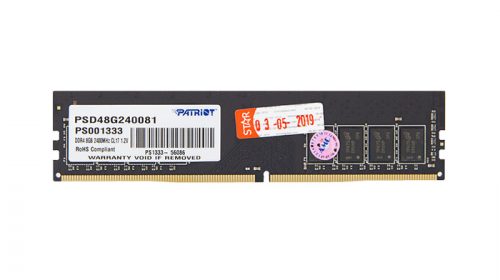 PSD48G240081
PATRIOT
PS001333
DDR4 8GB 2400MHz CL17 1.2V
RoHS Compliant
PS1333-56086
WARRANTY VOID IF REMOVED
STAR
03-05-2019